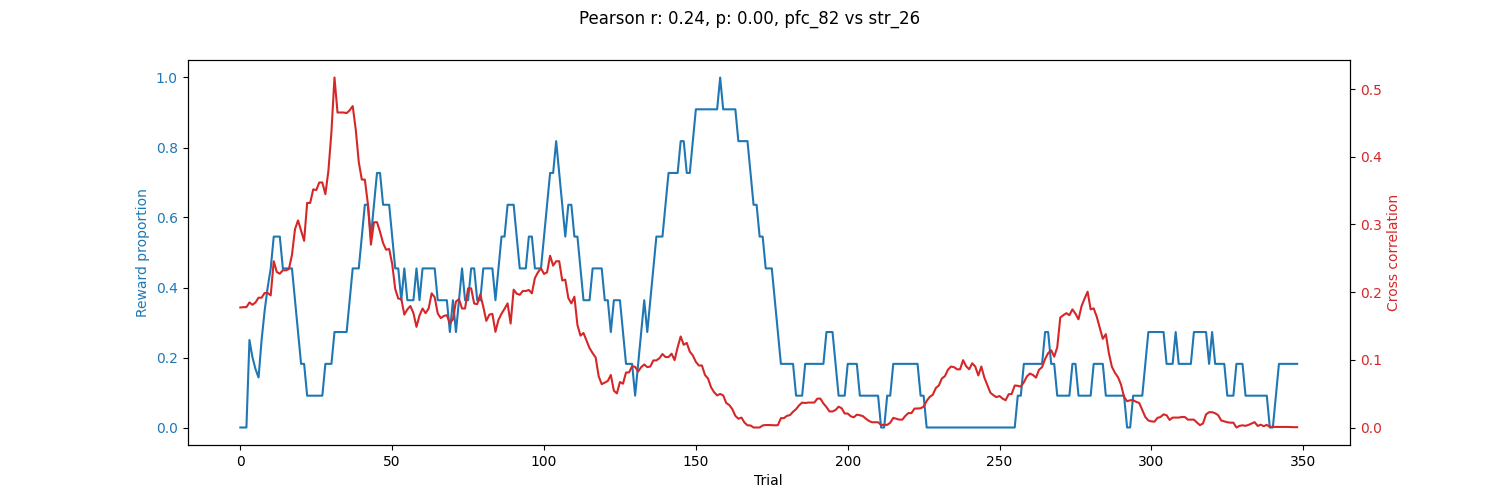 Pearson r: 0.24, p: 0.00, pfc_82 vs str_26
1.0
0.8
0.6
0.4
0.2
0.0
Reward proportion
0.5
0.4
0.3
0.2
0.1
0.0
Cross correlation
0 50 100 150 200 250 300 350
Trial